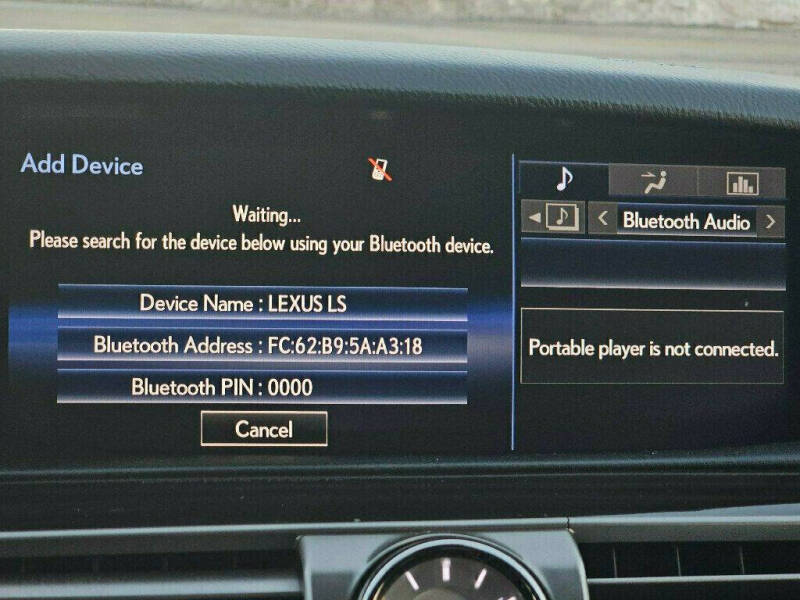 Add Device
Waiting...
Please search for the device below using your Bluetooth device.
Device Name : LEXUS LS
Bluetooth Address : FC:62:B9:5A:A3:18
Bluetooth PIN : 0000
Cancel
Bluetooth Audio
Portable player is not connected.